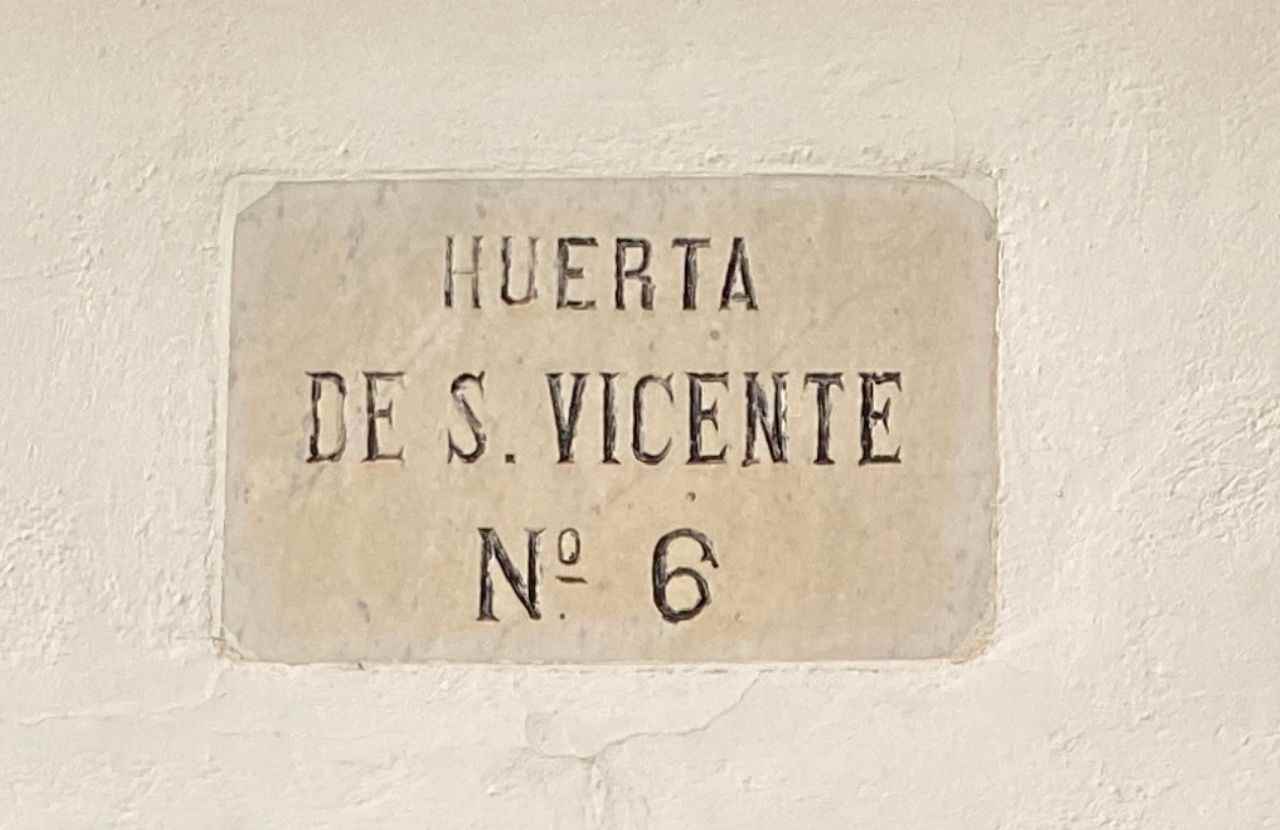 HUERTA
DE S. VICENTE
Nº 6